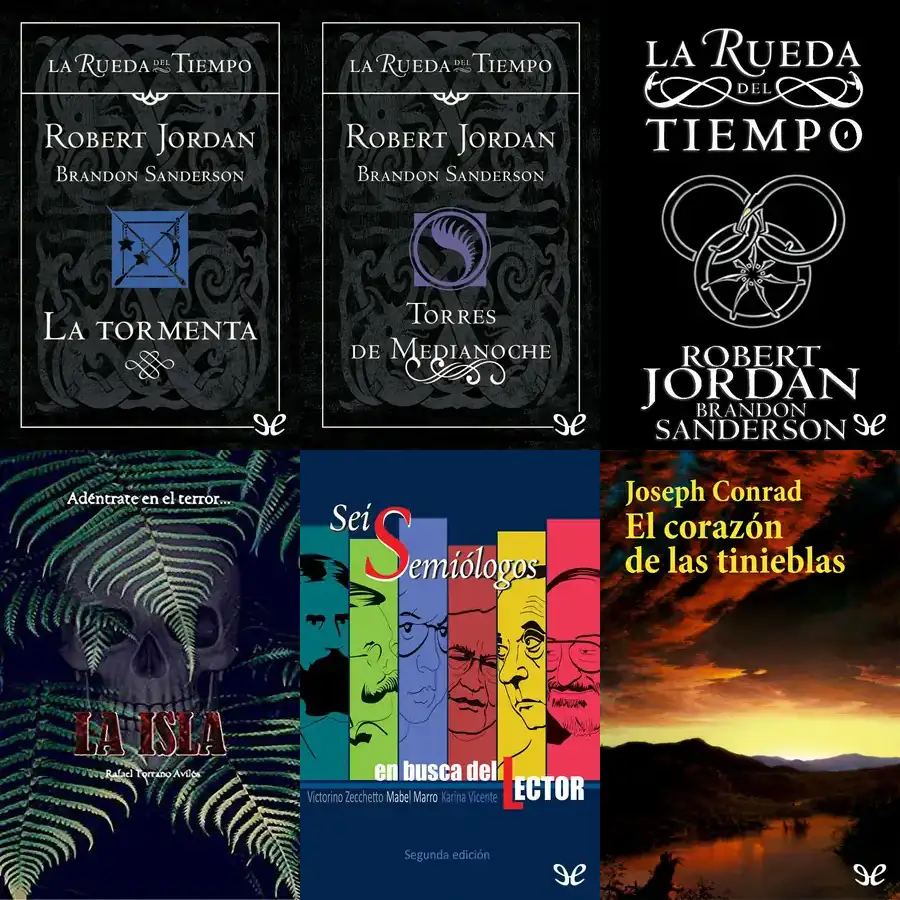 LA RUEDA DEL TIEMPO
ROBERT JORDAN
BRANDON SANDERSON
LA TORMENTA
LA RUEDA DEL TIEMPO
ROBERT JORDAN
BRANDON SANDERSON
TORRES
DE MEDIANOCHE
LA RUEDA
DEL
TIEMPO
ROBERT
JORDAN
BRANDON
SANDERSON
Adéntrate en el terror...
LA ISLA
Rafael Torrano Avilés
Seis
Semiólogos
en busca del LECTOR
Victorino Zecchetto Mabel Marro Karina Vicente
Segunda edición
Joseph Conrad
El corazón
de las tinieblas